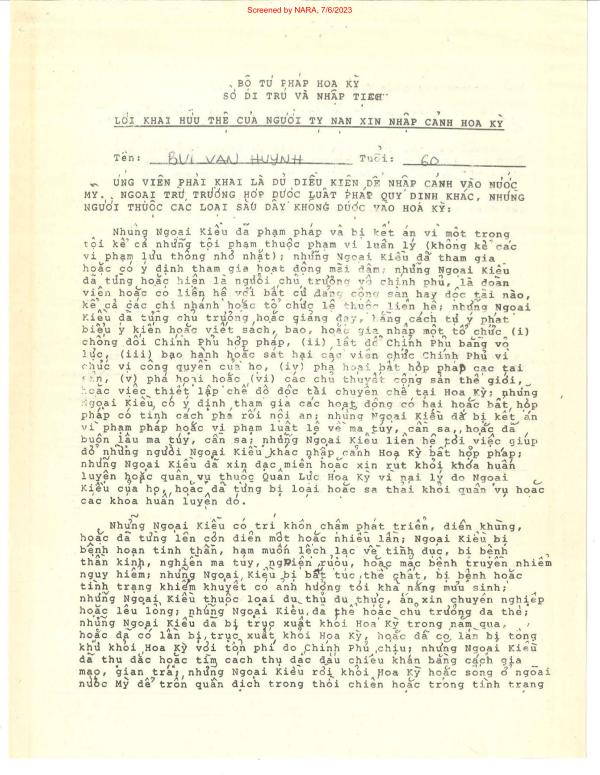 Screened by NARA, 7/6/2023
BỘ TƯ PHÁP HOA KỲ
SỞ DI TRÚ VÀ NHẬP TỊCH
LỜI KHAI HỮU THỆ CỦA NGƯỜI TỴ NẠN XIN NHẬP CẢNH HOA KỲ
Tên: BUI VAN HUYNH Tuổi: 60
ỨNG VIÊN PHẢI KHAI LÀ ĐỦ DIỀU KIÊN DỂ NHẬP CẢNH VÀO NƯỚC
MỸ. NGOẠI TRỪ TRƯỜNG HỢP DƯỢC LUẬT PHÁP QUY DINH KHÁC, NHỮNG
NGƯỜI THUỘC CÁC LOẠI SAU DÂY KHÔNG DƯỢC VÀO HOA KỲ:
Nhũng Ngoại Kiều đã phạm pháp và bị kết án vi một trong
tội kể cả những tội phạm thuộc phạm vi luân lý (không kể các
vi phạm lưu thông nhỏ nhặt); những Ngoại Kiều đã tham gia
hoặc có ý định tham gia hoạt động mãi dâm; những Ngoại Kiều
đã từng hoặc hiện là người chủ trương vô chính phủ, là đoàn
viên hoặc có liên hệ với bất cứ đảng cộng sản hay độc tài nào,
kể cả các chi nhánh hoặc tổ chức lệ thuộc liên hệ; những Ngoại
Kiều đã từng chủ trương hoặc giảng dạy, bằng cách tự ý phát
biểu ý kiến hoặc viết sách, báo, hoặc gia nhập một tổ chức (i)
chống đối Chính Phủ hợp pháp, (ii) lật đổ Chính Phủ bằng võ
lực, (iii) bạo hành hoặc sát hại các viên chức Chính Phủ vì
chức vị công quyền của họ, (iv) phá hoại bất hợp pháp các tài
sản, (v) phá hoại hoặc (vi) các chủ thuyết cộng sản thế giới,
hoặc việc thiết lập chế độ độc tài chuyên chế tại Hoa Kỳ; những
Ngoại Kiều có ý định tham gia các hoạt động có hại hoặc bất hợp
pháp có tính cách phá rối nội an; những Ngoại Kiều đã bị kết án
vi phạm pháp hoặc vi phạm luật lệ về ma túy, cần sa, hoặc đã
buôn lậu ma túy, cần sa; những Ngoại Kiều liên hệ tới việc giúp
đỡ những người Ngoại Kiều khác nhập cảnh Hoa Kỳ bất hợp pháp;
những Ngoại Kiều đã xin đặc miễn hoặc xin rút khỏi khóa huấn
luyện hoặc quân vụ thuộc Quân Lực Hoa Kỳ vì nại lý do Ngoại
Kiều của họ, hoặc đã từng bị loại hoặc sa thải khỏi quân vụ hoặc
các khóa huấn luyện đó.
Những Ngoại Kiều có trí khôn chậm phát triển, điên khùng,
hoặc đã từng lên cơn điên một hoặc nhiều lần; Ngoại Kiều bị
bệnh hoạn tinh thần, ham muốn lệch lạc về tình dục, bị bệnh
thần kinh, nghiện ma túy, nghiện rượu, hoặc mắc bệnh truyền nhiễm
nguy hiểm; những Ngoại Kiều bị bất túc thể chất, bị bệnh hoặc
tình trạng khiếm khuyết có ảnh hưởng tới khả năng mưu sinh;
những Ngoại Kiều thuộc loại du thủ du thực, ăn xin chuyên nghiệp
hoặc lêu lổng; những Ngoại Kiều đa thê hoặc chủ trương đa thê;
những Ngoại Kiều đã bị trục xuất khỏi Hoa Kỳ trong năm qua,
hoặc đã có lần bị trục xuất khỏi Hoa Kỳ, hoặc đã có lần bị tống
khứ khỏi Hoa Kỳ với tổn phí do Chính Phủ chịu; những Ngoại Kiều
đã thủ đắc hoặc tìm cách thủ đắc đầu chiếu khán bằng cách giả
mạo, gian trá; những Ngoại Kiều rời khỏi Hoa Kỳ hoặc sống ở ngoài
nước Mỹ để trốn quân dịch trong thời chiến hoặc trong tình trạng